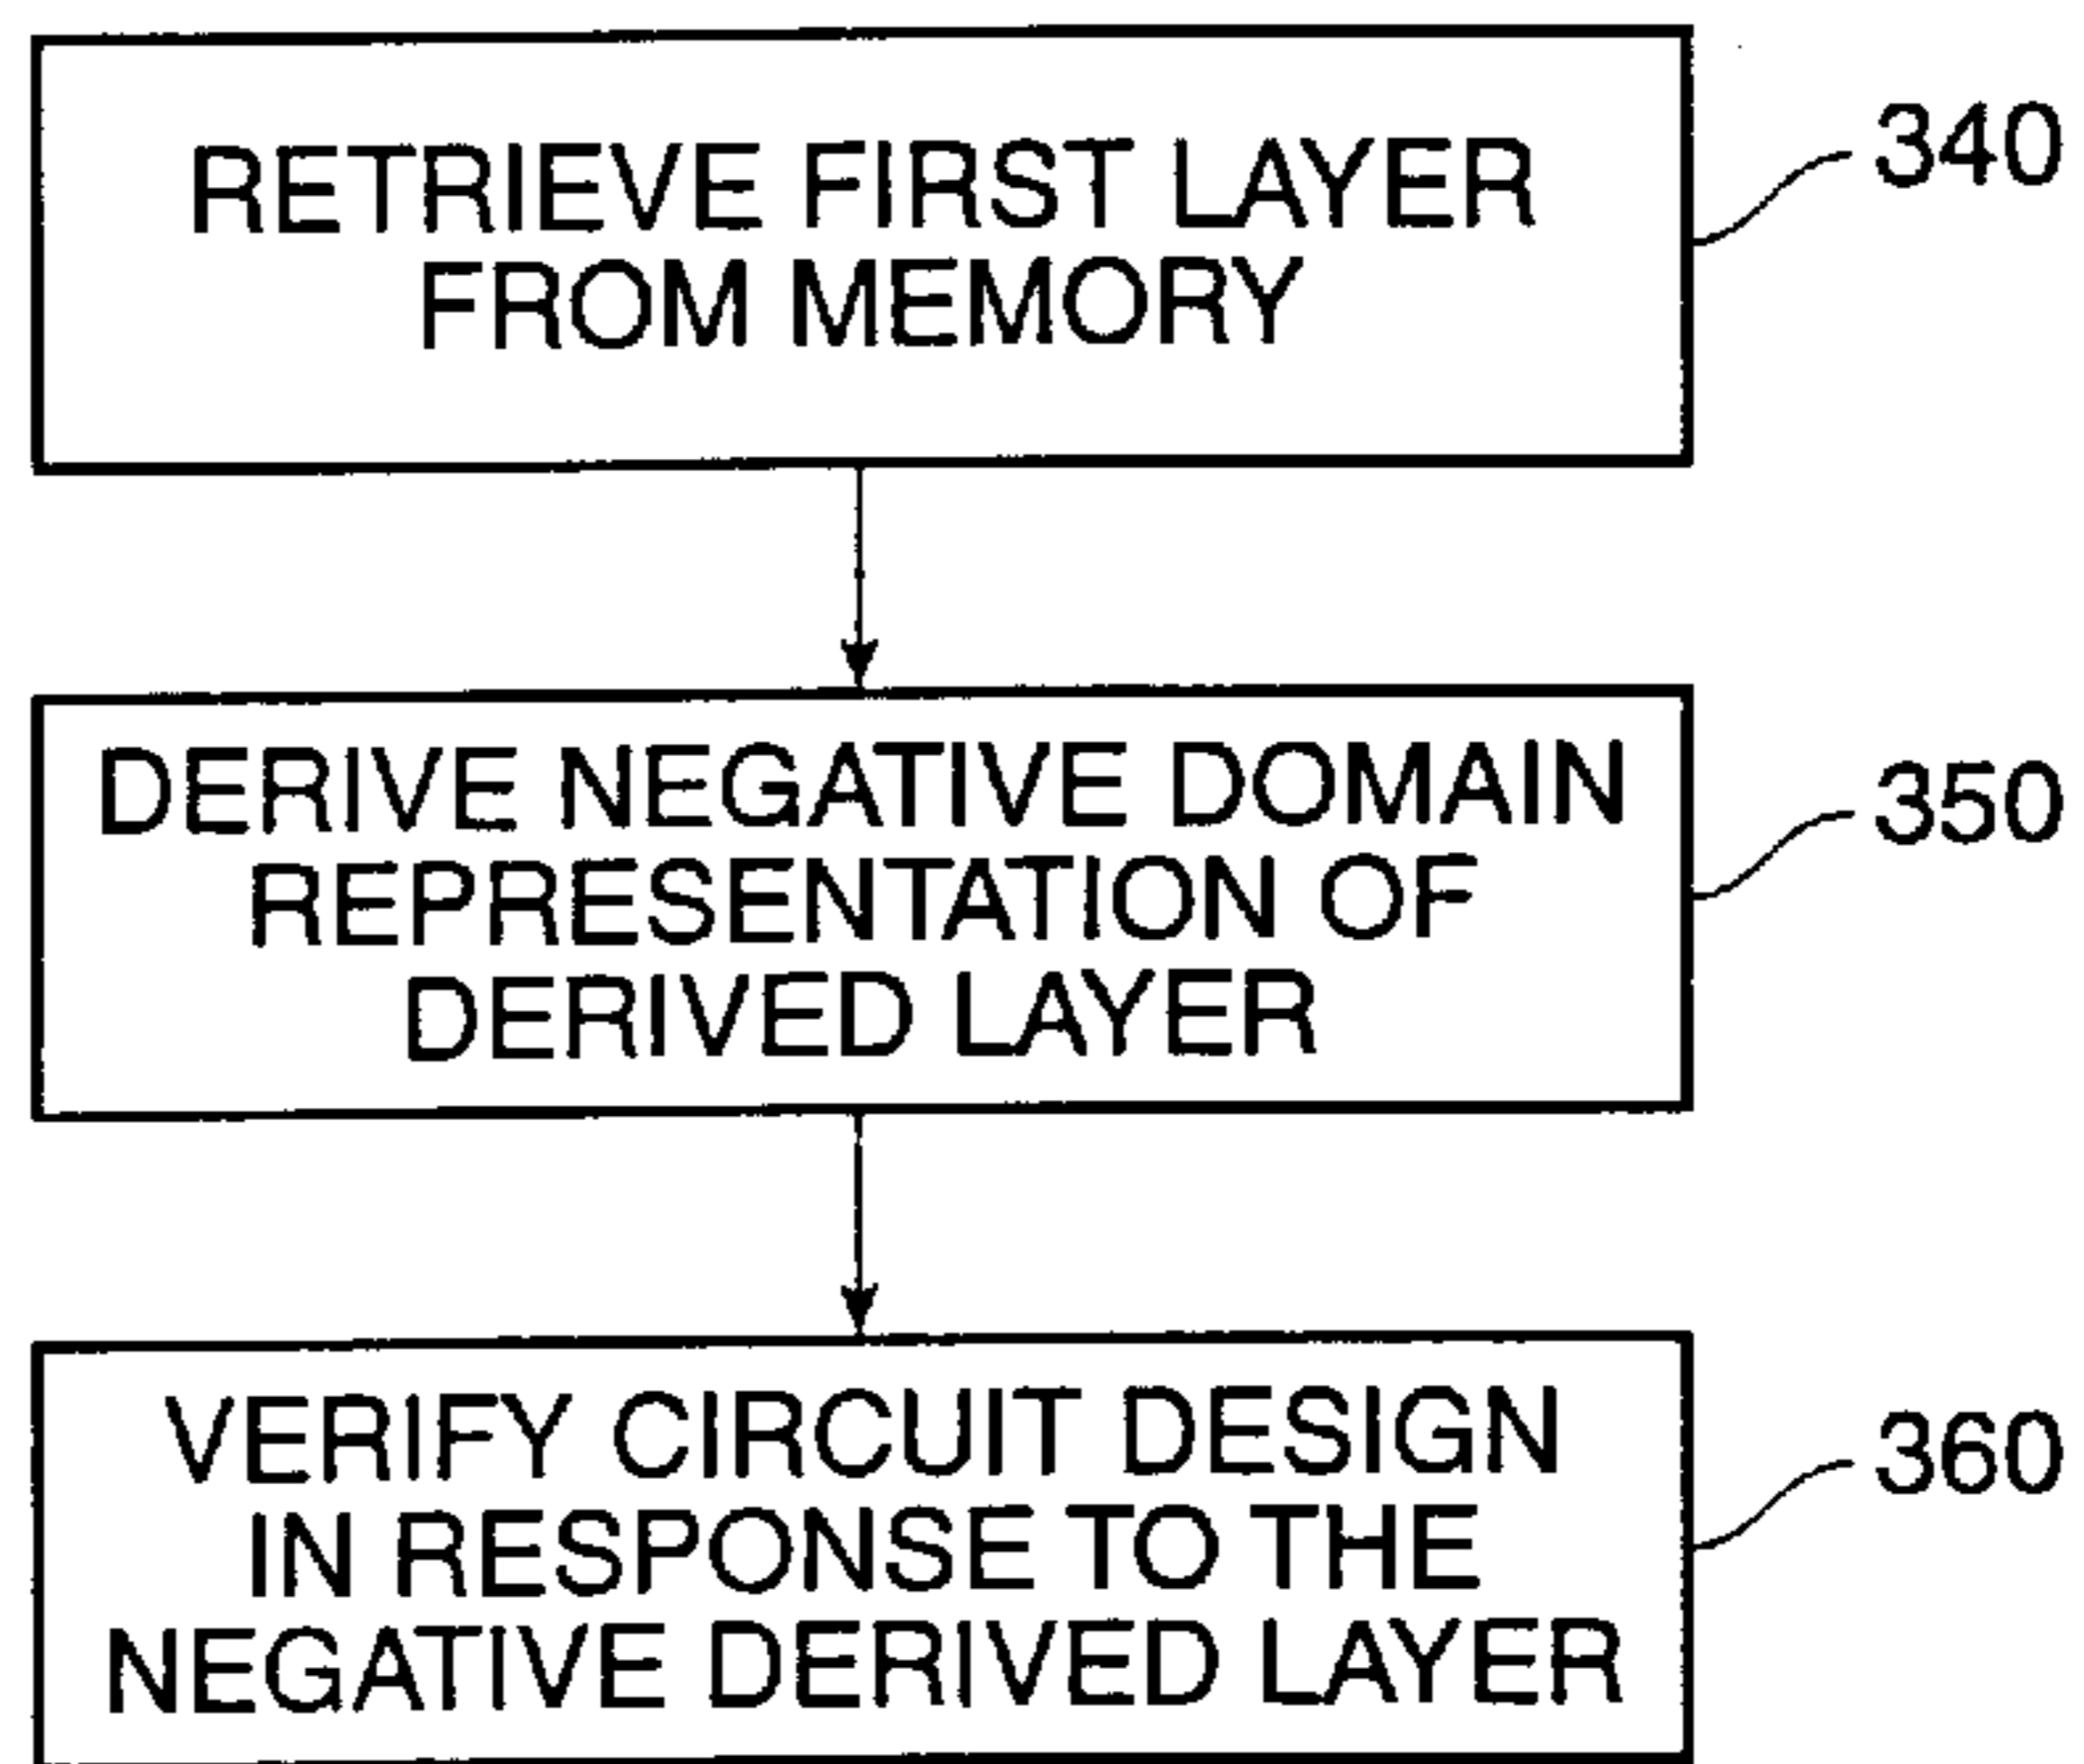 RETRIEVE FIRST LAYER
FROM MEMORY
340
DERIVE NEGATIVE DOMAIN
REPRESENTATION OF
DERIVED LAYER
350
VERIFY CIRCUIT DESIGN
IN RESPONSE TO THE
NEGATIVE DERIVED LAYER
360